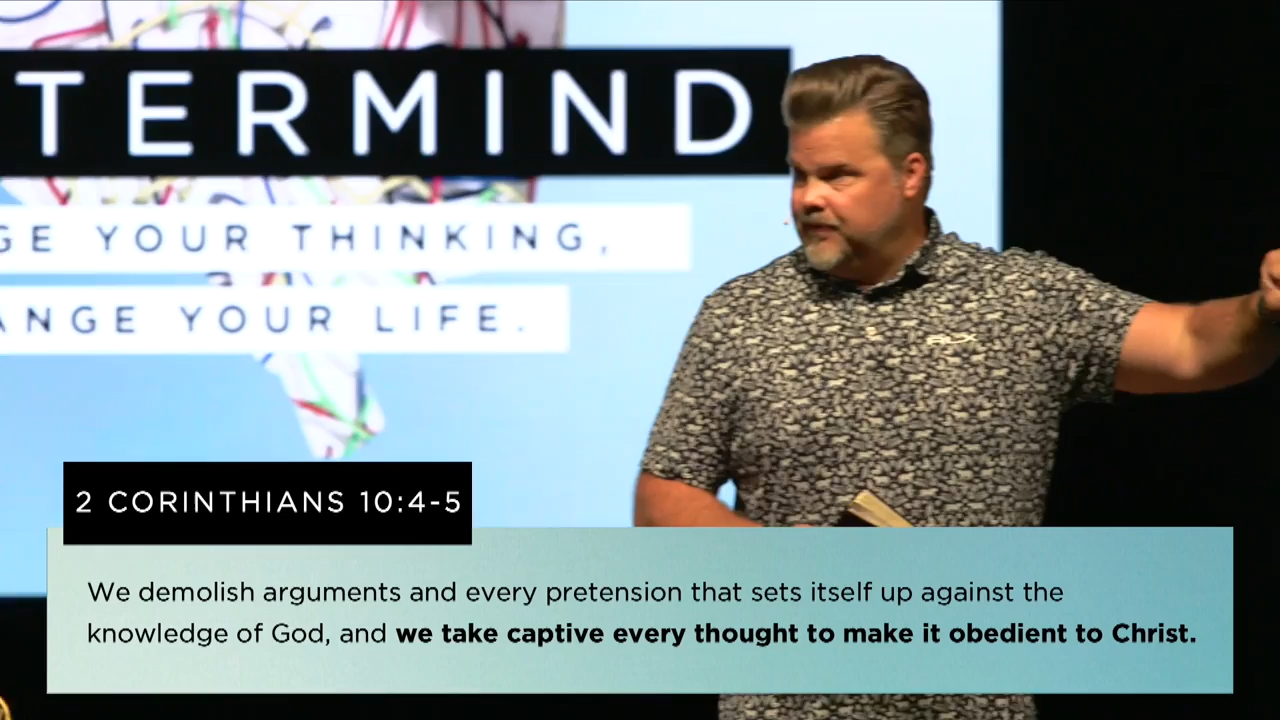 TERMIND
GE YOUR THINKING,
ANGE YOUR LIFE.
RLX
2 CORINTHIANS 10:4-5
We demolish arguments and every pretension that sets itself up against the
knowledge of God, and we take captive every thought to make it obedient to Christ.